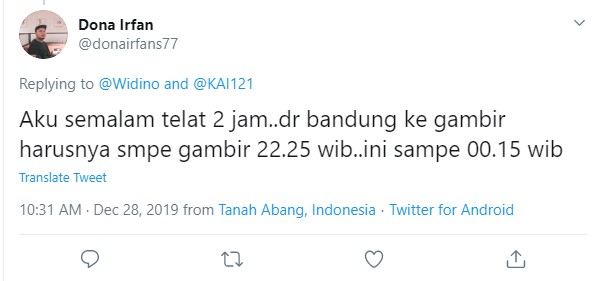 Dona Irfan
@donairfans77
Replying to @Widino and @KAI121
Aku semalam telat 2 jam..dr bandung ke gambir
harusnya smpe gambir 22.25 wib..ini sampe 00.15 wib
Translate Tweet
10:31 AM · Dec 28, 2019 from Tanah Abang, Indonesia · Twitter for Android